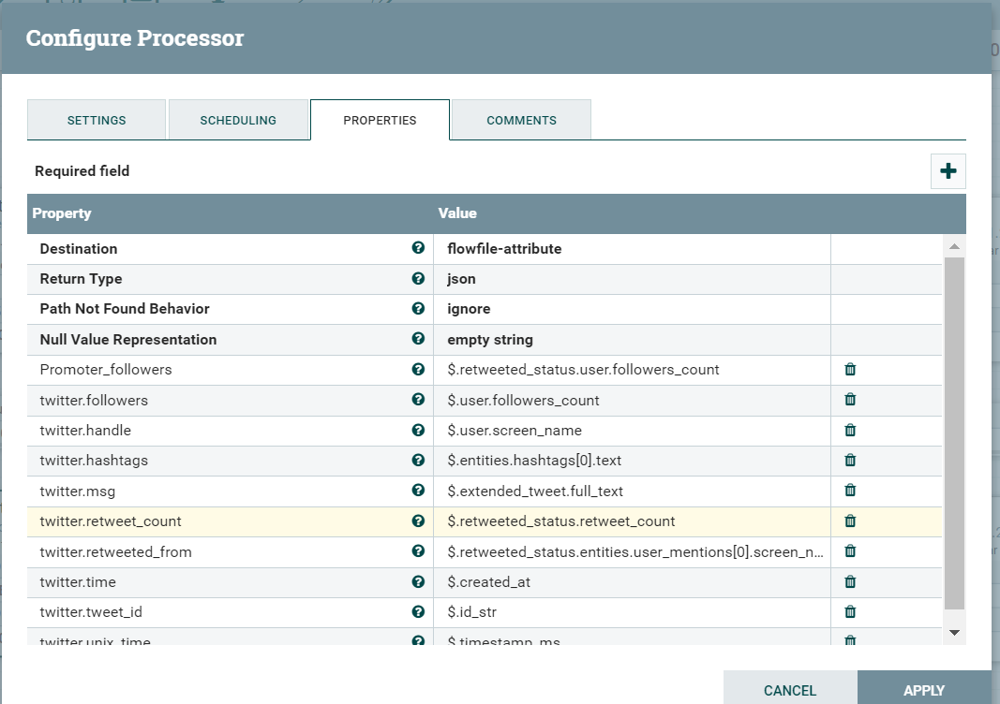 Configure Processor
SETTINGS SCHEDULING PROPERTIES COMMENTS
Required field
Property Value
Destination flowfile-attribute
Return Type json
Path Not Found Behavior ignore
Null Value Representation empty string
Promoter_followers $.retweeted_status.user.followers_count
twitter.followers $.user.followers_count
twitter.handle $.user.screen_name
twitter.hashtags $.entities.hashtags[0].text
twitter.msg $.extended_tweet.full_text
twitter.retweet_count $.retweeted_status.retweet_count
twitter.retweeted_from $.retweeted_status.entities.user_mentions[0].screen_n...
twitter.time $.created_at
twitter.tweet_id $.id_str
twitter.unix_time $.timestamp_ms
CANCEL APPLY